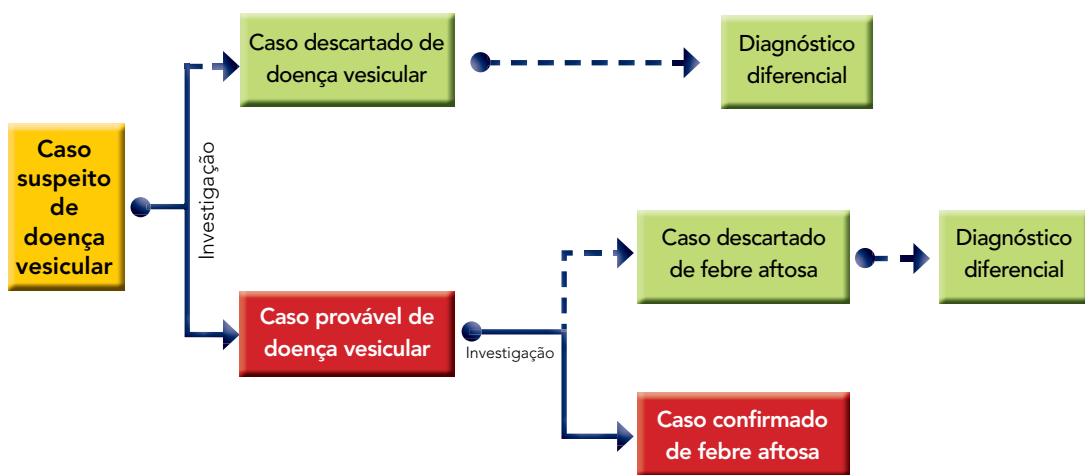 Caso suspeito
de
doença
vesicular
Investigação
Caso descartado de
doença vesicular
Diagnóstico
diferencial
Caso provável de
doença vesicular
Investigação
Caso descartado
de febre aftosa
Diagnóstico
diferencial
Caso confirmado
de febre aftosa